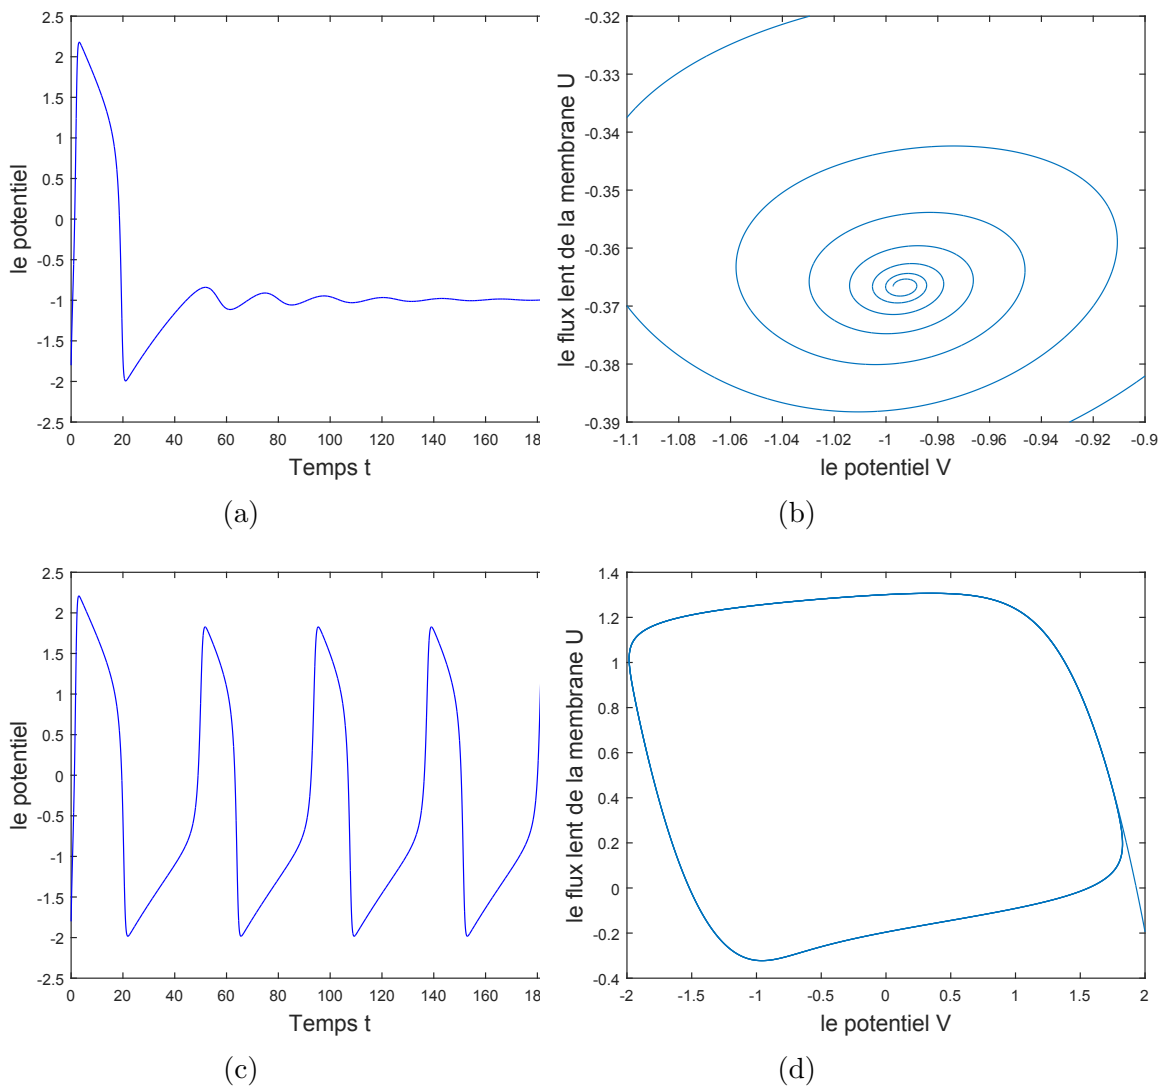 2.5
2
1.5
1
0.5
0
-0.5
-1
-1.5
-2
-2.5
le potentiel
0 20 40 60 80 100 120 140 160 18
Temps t
(a)
-0.32
-0.33
-0.34
-0.35
-0.36
-0.37
-0.38
-0.39
le flux lent de la membrane U
-1.1 -1.08 -1.06 -1.04 -1.02 -1 -0.98 -0.96 -0.94 -0.92 -0.9
le potentiel V
(b)
2.5
2
1.5
1
0.5
0
-0.5
-1
-1.5
-2
-2.5
le potentiel
0 20 40 60 80 100 120 140 160 18
Temps t
(c)
1.4
1.2
1
0.8
0.6
0.4
0.2
0
-0.2
-0.4
le flux lent de la membrane U
-2 -1.5 -1 -0.5 0 0.5 1 1.5 2
le potentiel V
(d)